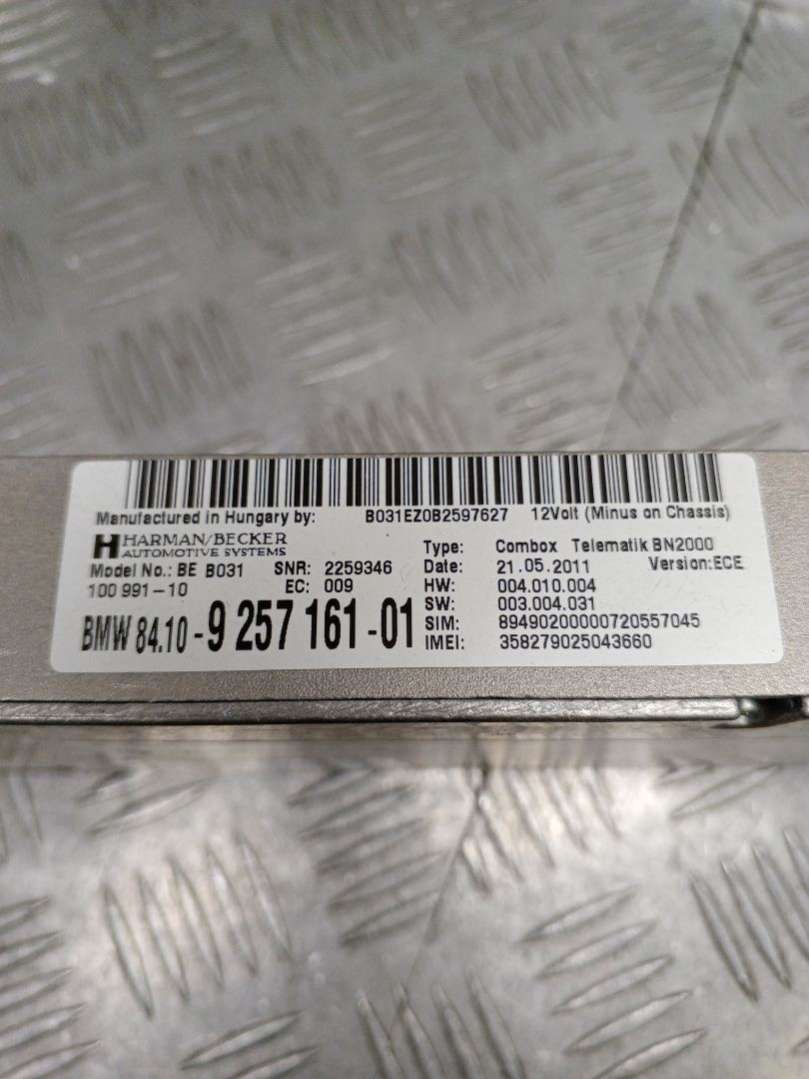 Manufactured in Hungary by: B031EZ0B2597627 12Volt (Minus on Chassis)
HARMAN/BECKER
AUTOMOTIVE SYSTEMS
Model No.: BE B031 SNR: 2259346
100 991-10 EC: 009
BMW 84.10-9 257 161-01
Type: Combox Telematik BN2000
Date: 21.05.2011 Version:ECE
HW: 004.010.004
SW: 003.004.031
SIM: 89490200000720557045
IMEI: 358279025043660